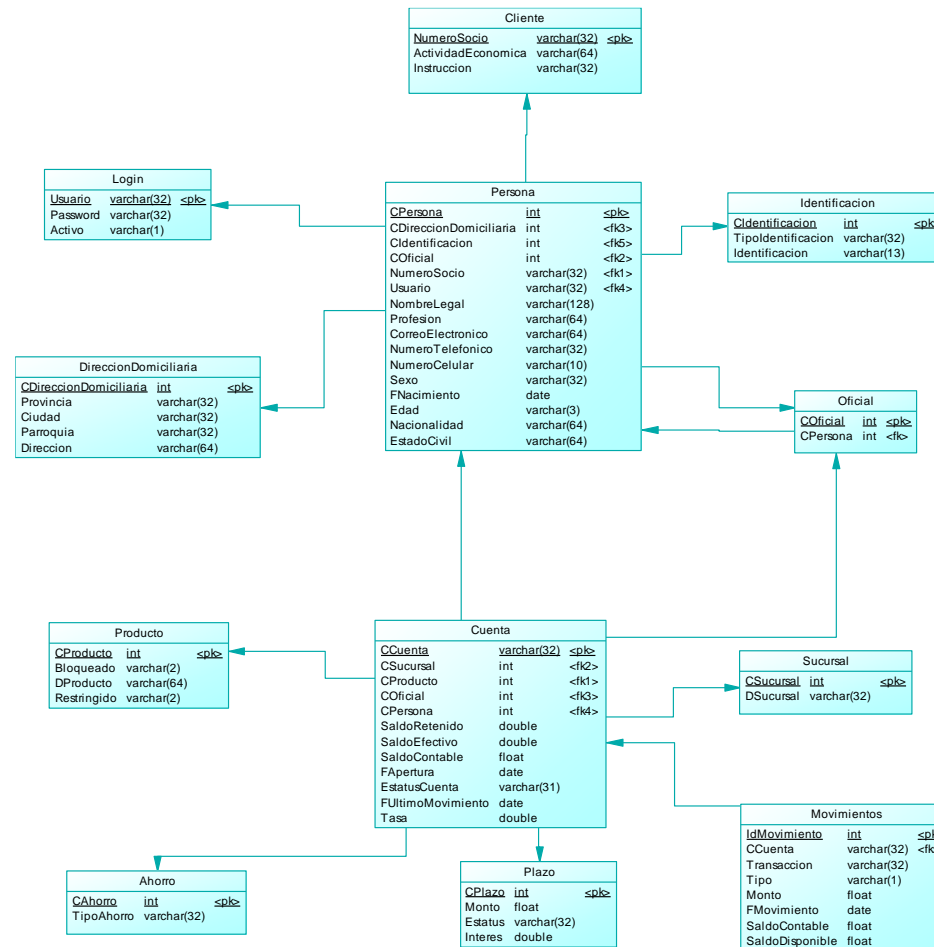 Cliente
NumeroSocio varchar(32) <pk>
ActividadEconomica varchar(64)
Instruccion varchar(32)
Login
Usuario varchar(32) <pk>
Password varchar(32)
Activo varchar(1)
Persona
CPersona int <pk>
CDireccionDomiciliaria int <fk3>
CIdentificacion int <fk5>
COficial int <fk2>
NumeroSocio varchar(32) <fk1>
Usuario varchar(32) <fk4>
NombreLegal varchar(128)
Profesion varchar(64)
CorreoElectronico varchar(64)
NumeroTelefonico varchar(32)
NumeroCelular varchar(10)
Sexo varchar(32)
FNacimiento date
Edad varchar(3)
Nacionalidad varchar(64)
EstadoCivil varchar(64)
Identificacion
CIdentificacion int <pk
TipoIdentificacion varchar(32)
Identificacion varchar(13)
DireccionDomiciliaria
CDireccionDomiciliaria int <pk>
Provincia varchar(32)
Ciudad varchar(32)
Parroquia varchar(32)
Direccion varchar(64)
Oficial
COficial int <pk>
CPersona int <fk>
Producto
CProducto int <pk>
Bloqueado varchar(2)
DProducto varchar(64)
Restringido varchar(2)
Cuenta
CCuenta varchar(32) <pk>
CSucursal int <fk2>
CProducto int <fk1>
COficial int <fk3>
CPersona int <fk4>
SaldoRetenido double
SaldoEfectivo double
SaldoContable float
FApertura date
EstatusCuenta varchar(31)
FUltimoMovimiento date
Tasa double
Sucursal
CSucursal int <pk>
DSucursal varchar(32)
Movimientos
IdMovimiento int <pk
CCuenta varchar(32) <fk
Transaccion varchar(32)
Tipo varchar(1)
Monto float
FMovimiento date
SaldoContable float
SaldoDisponible float
Ahorro
CAhorro int <pk>
TipoAhorro varchar(32)
Plazo
CPlazo int <pk>
Monto float
Estatus varchar(32)
Interes double